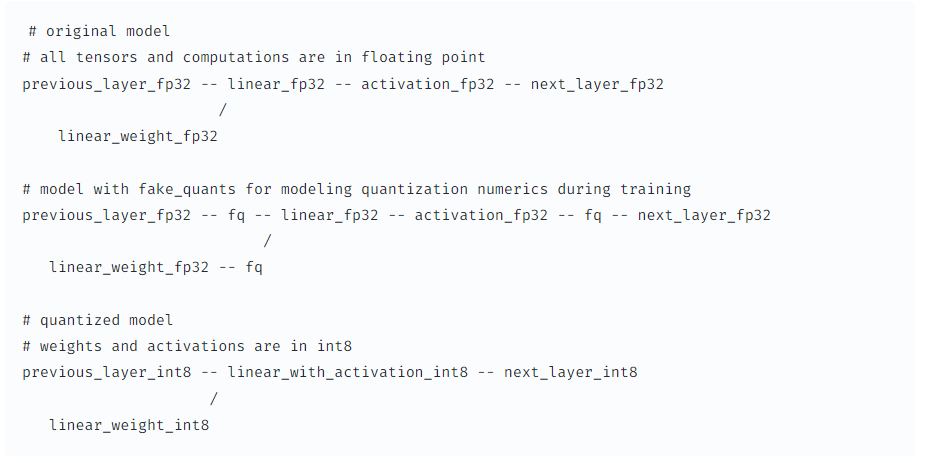 # original model
# all tensors and computations are in floating point
previous_layer_fp32 -- linear_fp32 -- activation_fp32 -- next_layer_fp32
/
linear_weight_fp32
# model with fake_quants for modeling quantization numerics during training
previous_layer_fp32 -- fq -- linear_fp32 -- activation_fp32 -- fq -- next_layer_fp32
/
linear_weight_fp32 -- fq
# quantized model
# weights and activations are in int8
previous_layer_int8 -- linear_with_activation_int8 -- next_layer_int8
/
linear_weight_int8